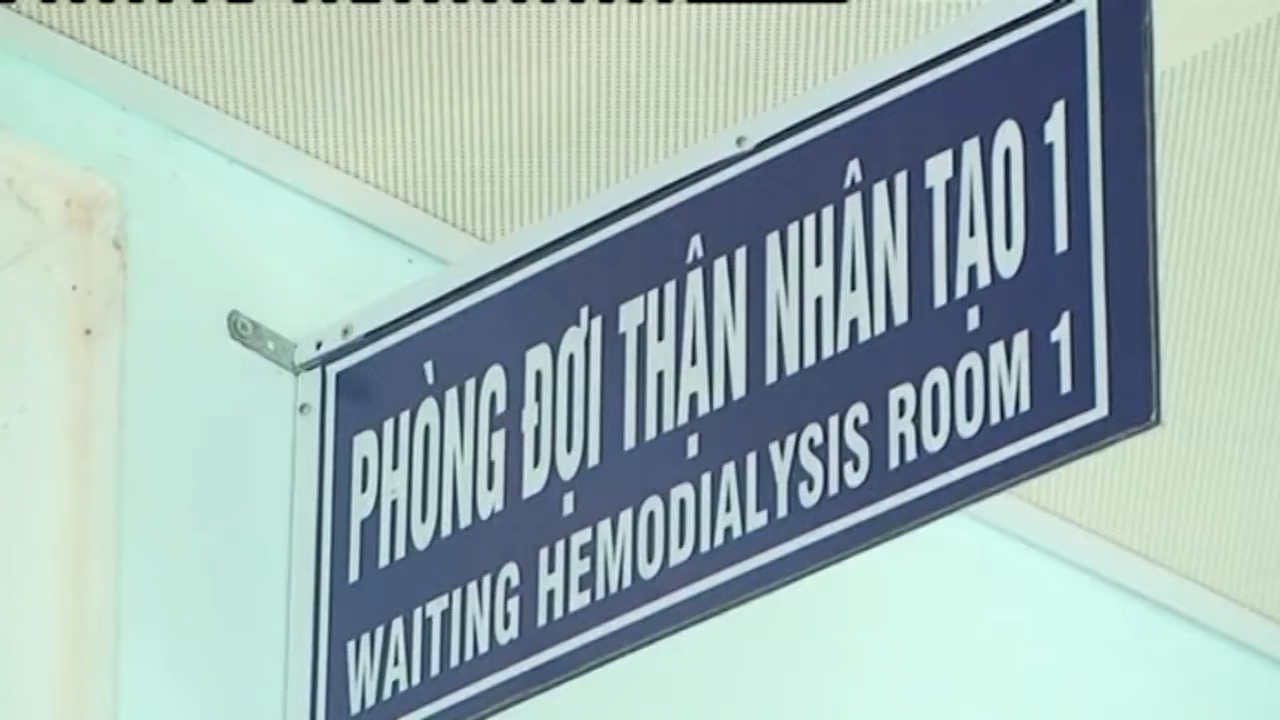 PHÒNG ĐỢI THẬN NHÂN TẠO 1
WAITING HEMODIALYSIS ROOM 1